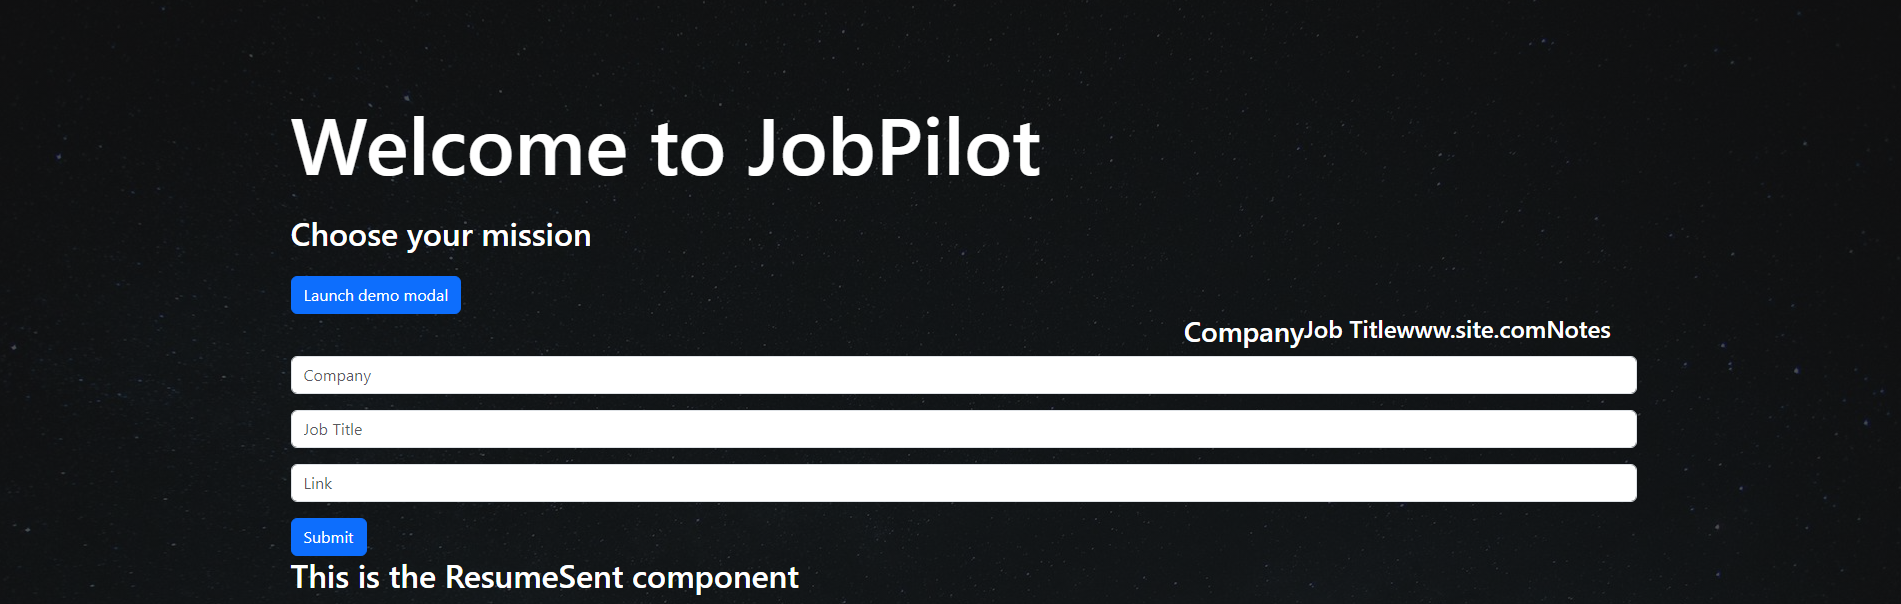 Welcome to JobPilot
Choose your mission
Launch demo modal
CompanyJob Titlewww.site.comNotes
Company
Job Title
Link
Submit
This is the ResumeSent component